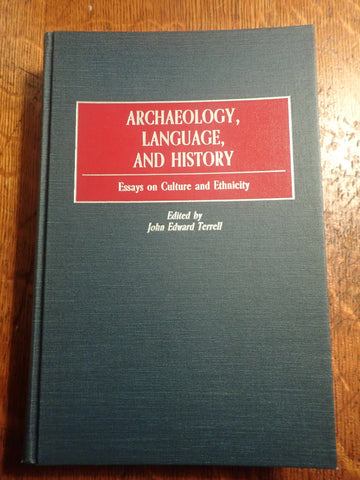 ARCHAEOLOGY,
LANGUAGE,
AND HISTORY
Essays on Culture and Ethnicity
Edited by
John Edward Terrell